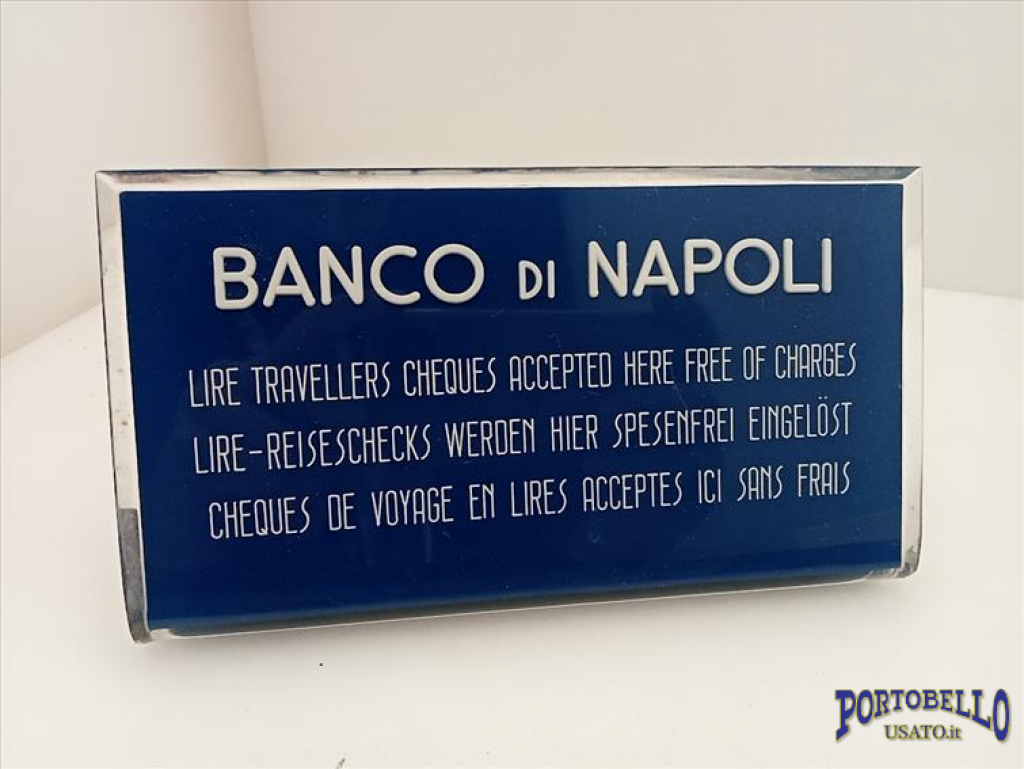 BANCO DI NAPOLI
LIRE TRAVELLERS CHEQUES ACCEPTED HERE FREE OF CHARGES
LIRE-REISESCHECKS WERDEN HIER SPESENFREI EINGELÖST
CHEQUES DE VOYAGE EN LIRES ACCEPTES ICI SANS FRAIS
PORTOBELLO
USATO.it